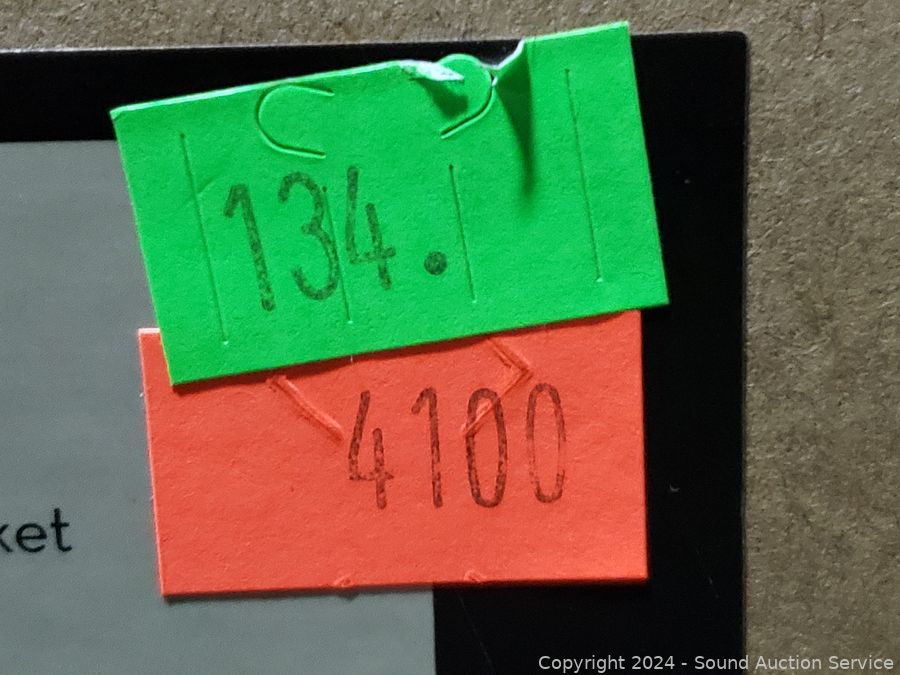 134.
4100
ket
Copyright 2024 - Sound Auction Service